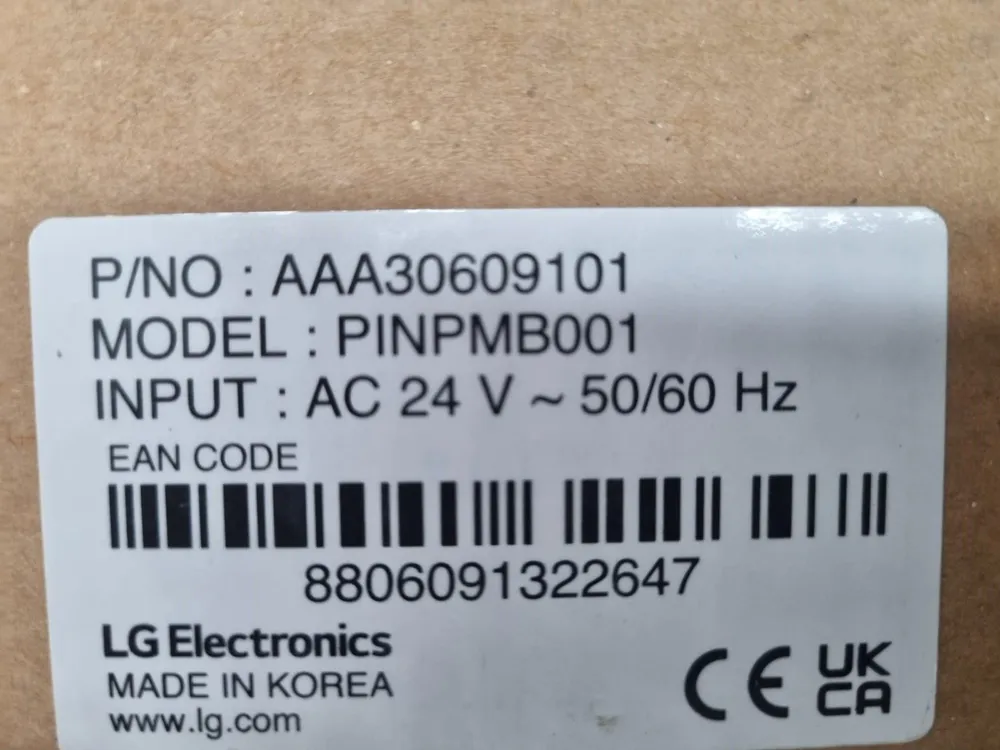 P/NO : AAA30609101
MODEL : PINPMB001
INPUT : AC 24 V ~ 50/60 Hz
EAN CODE
8806091322647
LG Electronics
MADE IN KOREA
www.lg.com
CE UK
CA